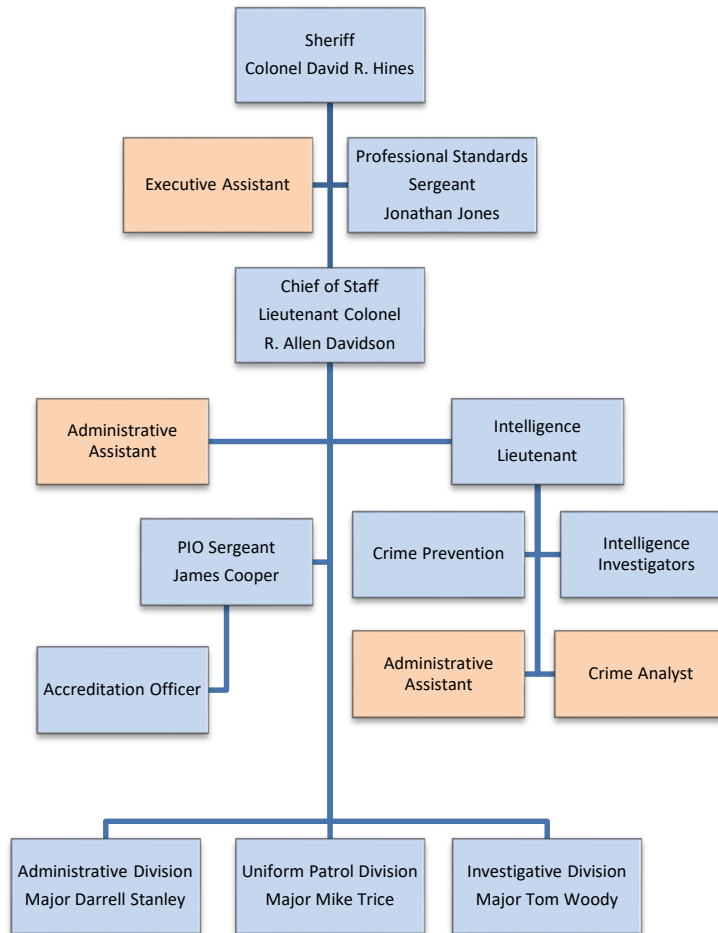 Sheriff
Colonel David R. Hines
Executive Assistant
Professional Standards
Sergeant
Jonathan Jones
Chief of Staff
Lieutenant Colonel
R. Allen Davidson
Administrative
Assistant
Intelligence
Lieutenant
PIO Sergeant
James Cooper
Crime Prevention
Intelligence
Investigators
Accreditation Officer
Administrative
Assistant
Crime Analyst
Administrative Division
Major Darrell Stanley
Uniform Patrol Division
Major Mike Trice
Investigative Division
Major Tom Woody